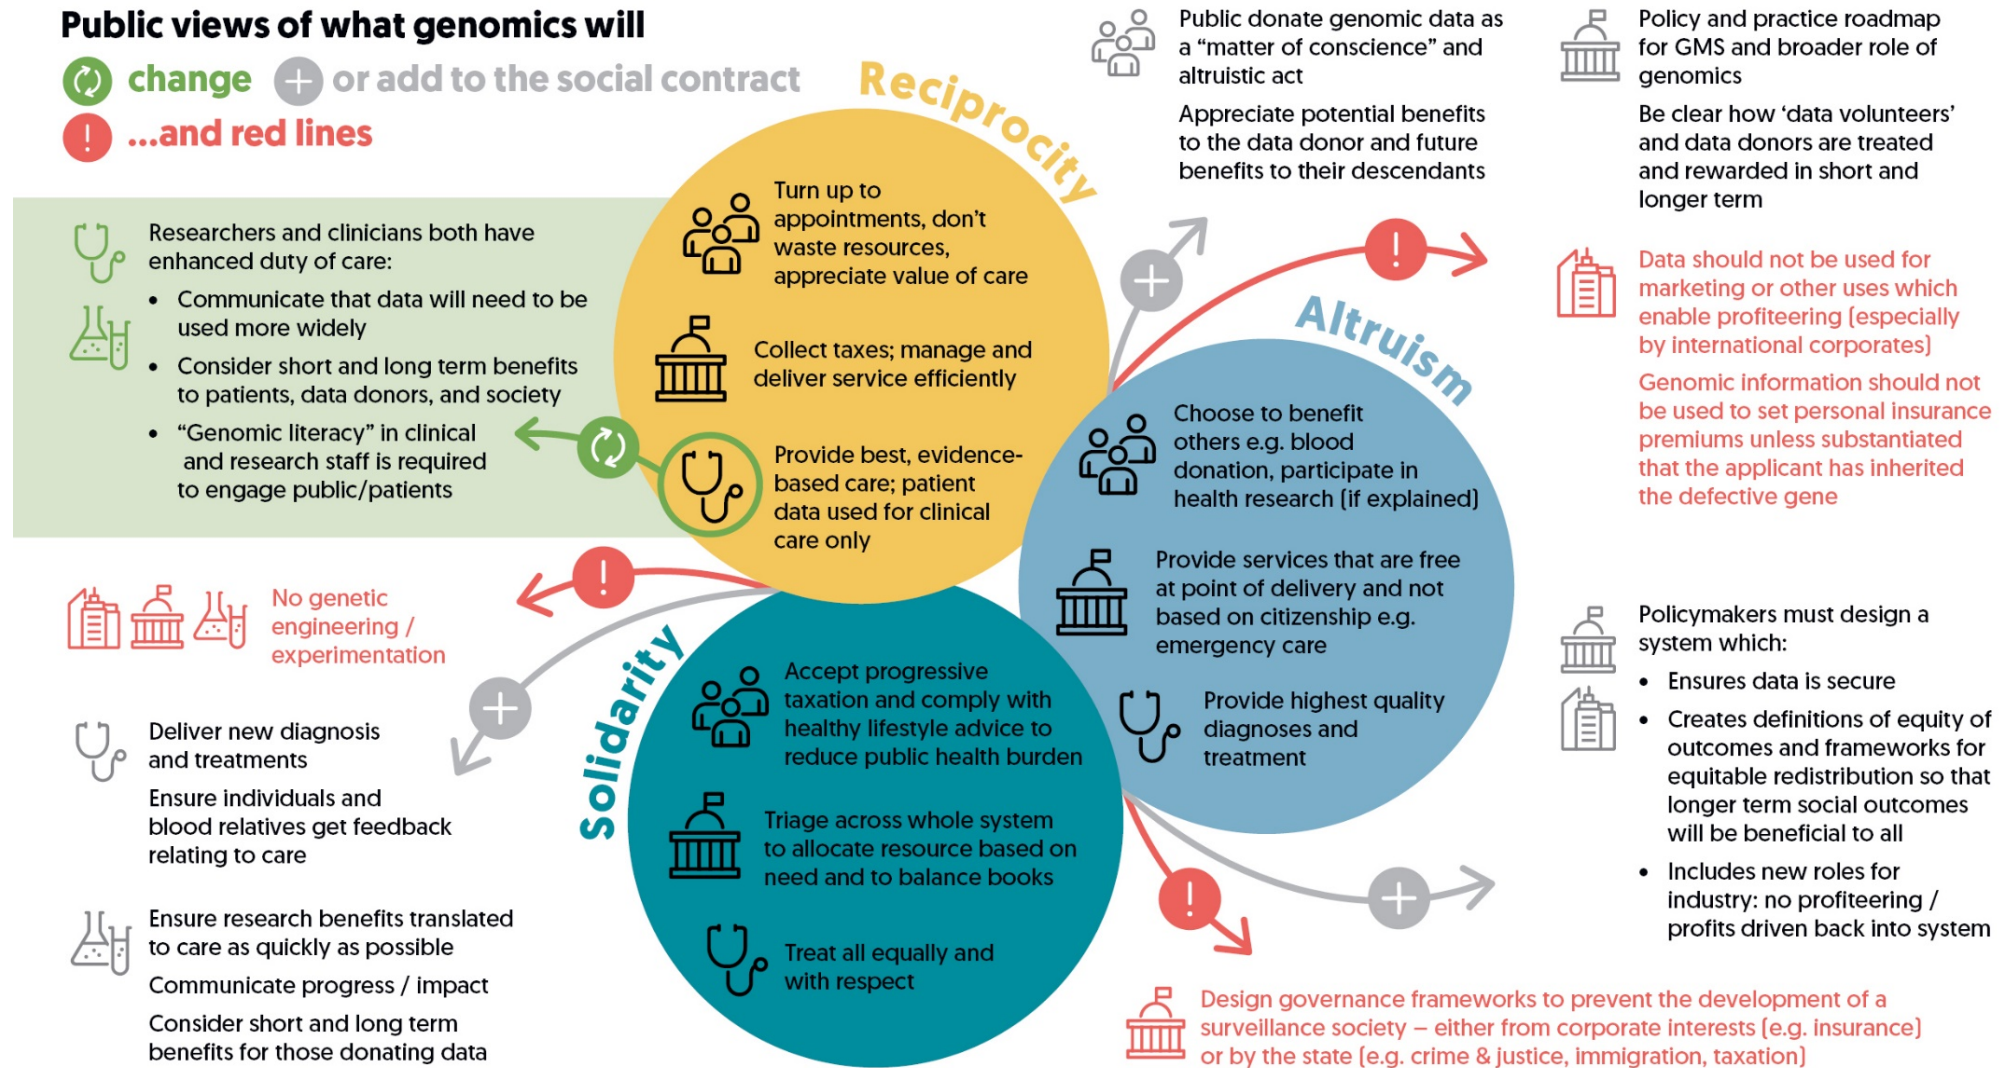 Public views of what genomics will
change + or add to the social contract
! ...and red lines
Reciprocity
Turn up to
appointments, don’t
waste resources,
appreciate value of care
Collect taxes; manage and
deliver service efficiently
Provide best, evidence-
based care; patient
data used for clinical
care only
Researchers and clinicians both have
enhanced duty of care:
• Communicate that data will need to be
used more widely
• Consider short and long term benefits
to patients, data donors, and society
• “Genomic literacy” in clinical
and research staff is required
to engage public/patients
!
No genetic
engineering /
experimentation
+
Deliver new diagnosis
and treatments
Ensure individuals and
blood relatives get feedback
relating to care
Ensure research benefits translated
to care as quickly as possible
Communicate progress / impact
Consider short and long term
benefits for those donating data
Solidarity
Accept progressive
taxation and comply with
healthy lifestyle advice to
reduce public health burden
Triage across whole system
to allocate resource based on
need and to balance books
Treat all equally and
with respect
Altruism
Choose to benefit
others e.g. blood
donation, participate in
health research (if explained)
Provide services that are free
at point of delivery and not
based on citizenship e.g.
emergency care
Provide highest quality
diagnoses and
treatment
+
Public donate genomic data as
a “matter of conscience” and
altruistic act
Appreciate potential benefits
to the data donor and future
benefits to their descendants
Policy and practice roadmap
for GMS and broader role of
genomics
Be clear how ‘data volunteers’
and data donors are treated
and rewarded in short and
longer term
!
Data should not be used for
marketing or other uses which
enable profiteering (especially
by international corporates)
Genomic information should not
be used to set personal insurance
premiums unless substantiated
that the applicant has inherited
the defective gene
+
Policymakers must design a
system which:
• Ensures data is secure
• Creates definitions of equity of
outcomes and frameworks for
equitable redistribution so that
longer term social outcomes
will be beneficial to all
• Includes new roles for
industry: no profiteering /
profits driven back into system
!
Design governance frameworks to prevent the development of a
surveillance society – either from corporate interests (e.g. insurance)
or by the state (e.g. crime & justice, immigration, taxation)